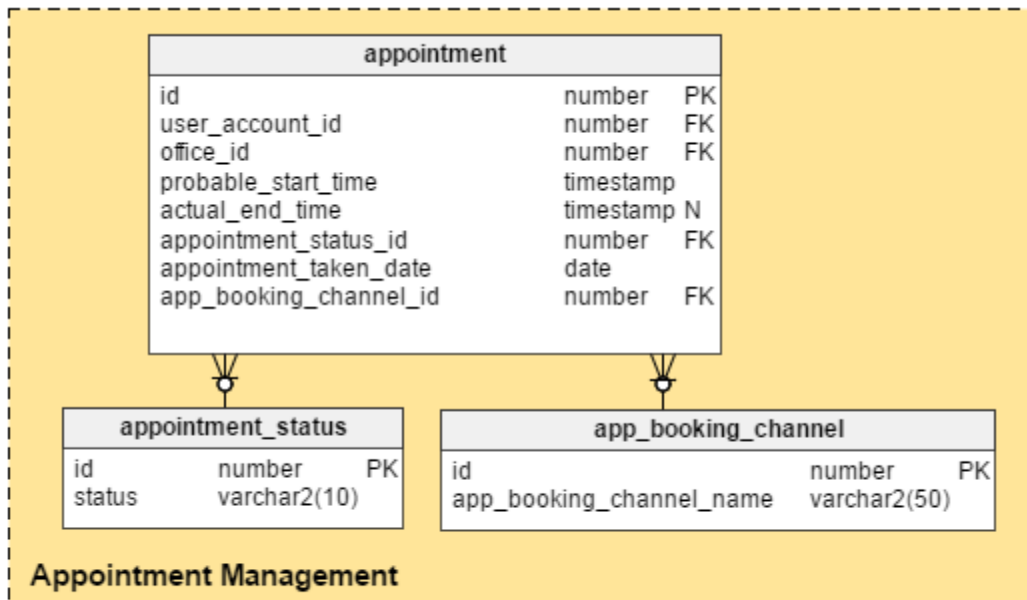 appointment
id number PK
user_account_id number FK
office_id number FK
probable_start_time timestamp
actual_end_time timestamp N
appointment_status_id number FK
appointment_taken_date date
app_booking_channel_id number FK
appointment_status
id number PK
status varchar2(10)
app_booking_channel
id number PK
app_booking_channel_name varchar2(50)
Appointment Management